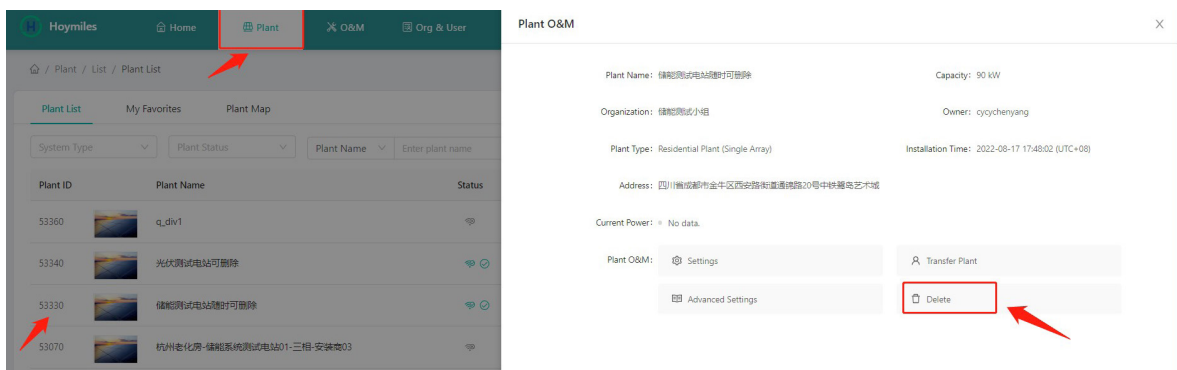 Hoymiles
Home
Plant
O&M
Org & User
/ Plant / List / Plant List
Plant List
My Favorites
Plant Map
System Type
Plant Status
Plant Name
Enter plant name
Plant ID
Plant Name
Status
53360
q_div1
53340
光伏测试电站可删除
53330
储能测试电站随时可删除
53070
杭州老化房-储能系统测试电站01-三相-安装商03
Plant O&M
Plant Name: 储能测试电站随时可删除
Capacity: 90 kW
Organization: 储能测试小组
Owner: cycychenyang
Plant Type: Residential Plant (Single Array)
Installation Time: 2022-08-17 17:48:02 (UTC+08)
Address: 四川省成都市金牛区西安路街道通锦路20号中铁鹭岛艺术城
Current Power: No data.
Plant O&M:
Settings
Transfer Plant
Advanced Settings
Delete